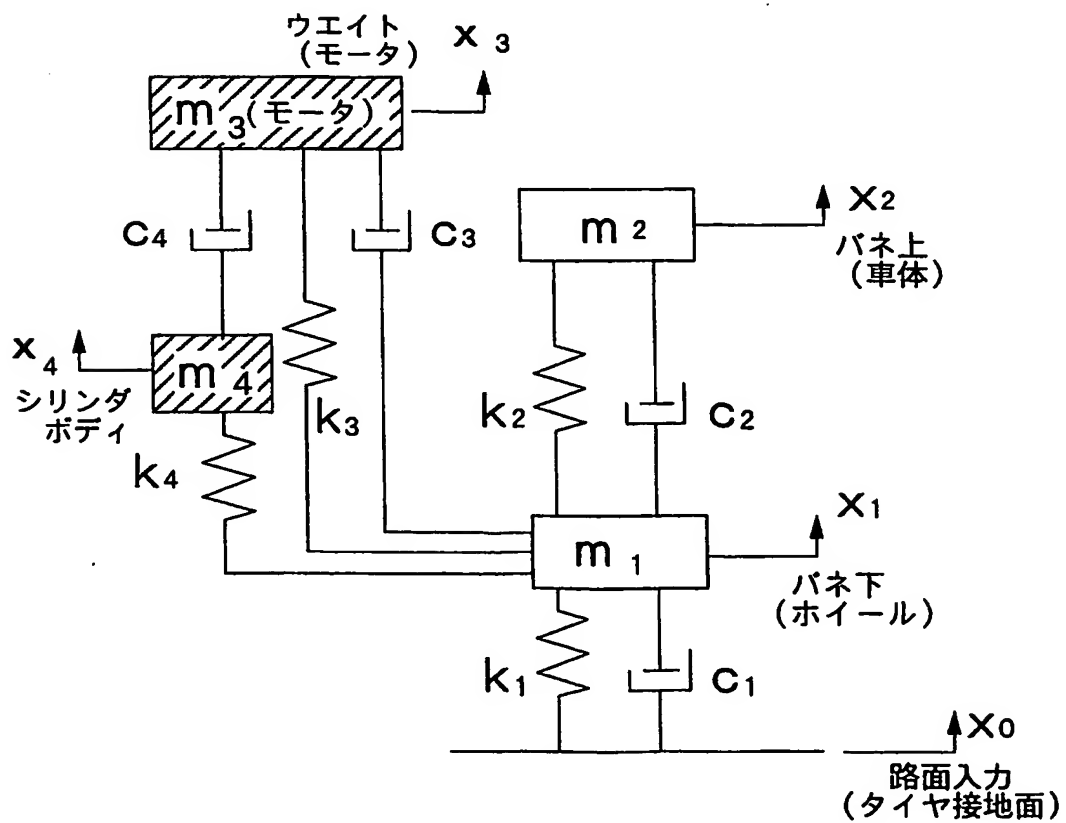 ウエイト
(モータ)
x3
m3(モータ)
c4
c3
m2
x2
バネ上
(車体)
x4
シリンダ
ボディ
m4
k3
k4
k2
c2
x1
m1
バネ下
(ホイール)
k1
c1
x0
路面入力
(タイヤ接地面)